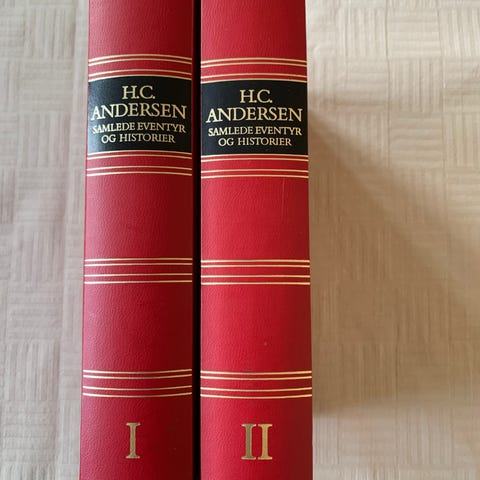 H.C.
ANDERSEN
SAMLEDE EVENTYR
OG HISTORIER
I
H.C.
ANDERSEN
SAMLEDE EVENTYR
OG HISTORIER
II